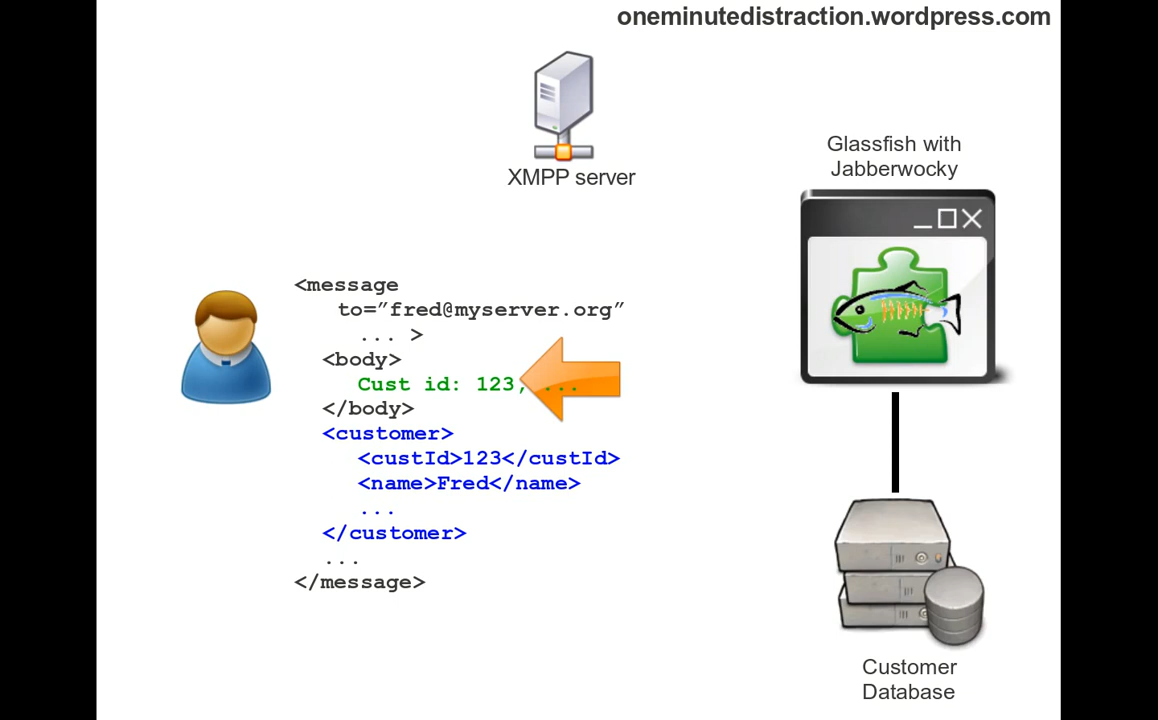 oneminutedistraction.wordpress.com
XMPP server
Glassfish with
Jabberwocky
<message
to=”fred@myserver.org”
... >
<body>
Cust id: 123, ...
</body>
<customer>
<custId>123</custId>
<name>Fred</name>
...
</customer>
...
</message>
Customer
Database